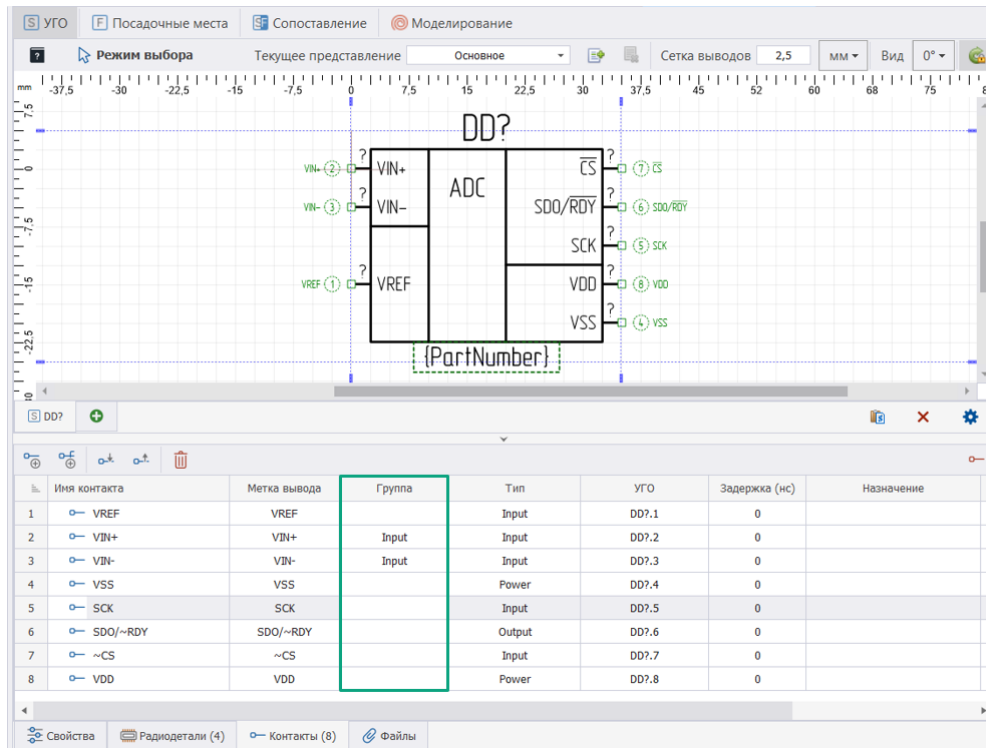 S УГО F Посадочные места SF Сопоставление Моделирование
? Режим выбора Текущее представление Основное Сетка выводов 2,5 мм Вид 0°
mm -37,5 -30 -22,5 -15 -7,5 0 7,5 15 22,5 30 37,5 45 52 60 68 75
7,5
0
-7,5
-15
-22,5
DD?
VIN+ 2 ? VIN+ ADC C̅S̅ ? 7 C̅S̅
VIN- 3 ? VIN- SDO/R̅D̅Y̅ ? 6 SDO/R̅D̅Y̅
SCK ? 5 SCK
VREF 1 ? VREF VDD ? 8 VDD
VSS ? 4 VSS
{PartNumber}
S DD?
Имя контакта Метка вывода Группа Тип УГО Задержка (нс) Назначение
1 VREF VREF Input DD?.1 0
2 VIN+ VIN+ Input Input DD?.2 0
3 VIN- VIN- Input Input DD?.3 0
4 VSS VSS Power DD?.4 0
5 SCK SCK Input DD?.5 0
6 SDO/~RDY SDO/~RDY Output DD?.6 0
7 ~CS ~CS Input DD?.7 0
8 VDD VDD Power DD?.8 0
Свойства Радиодетали (4) Контакты (8) Файлы